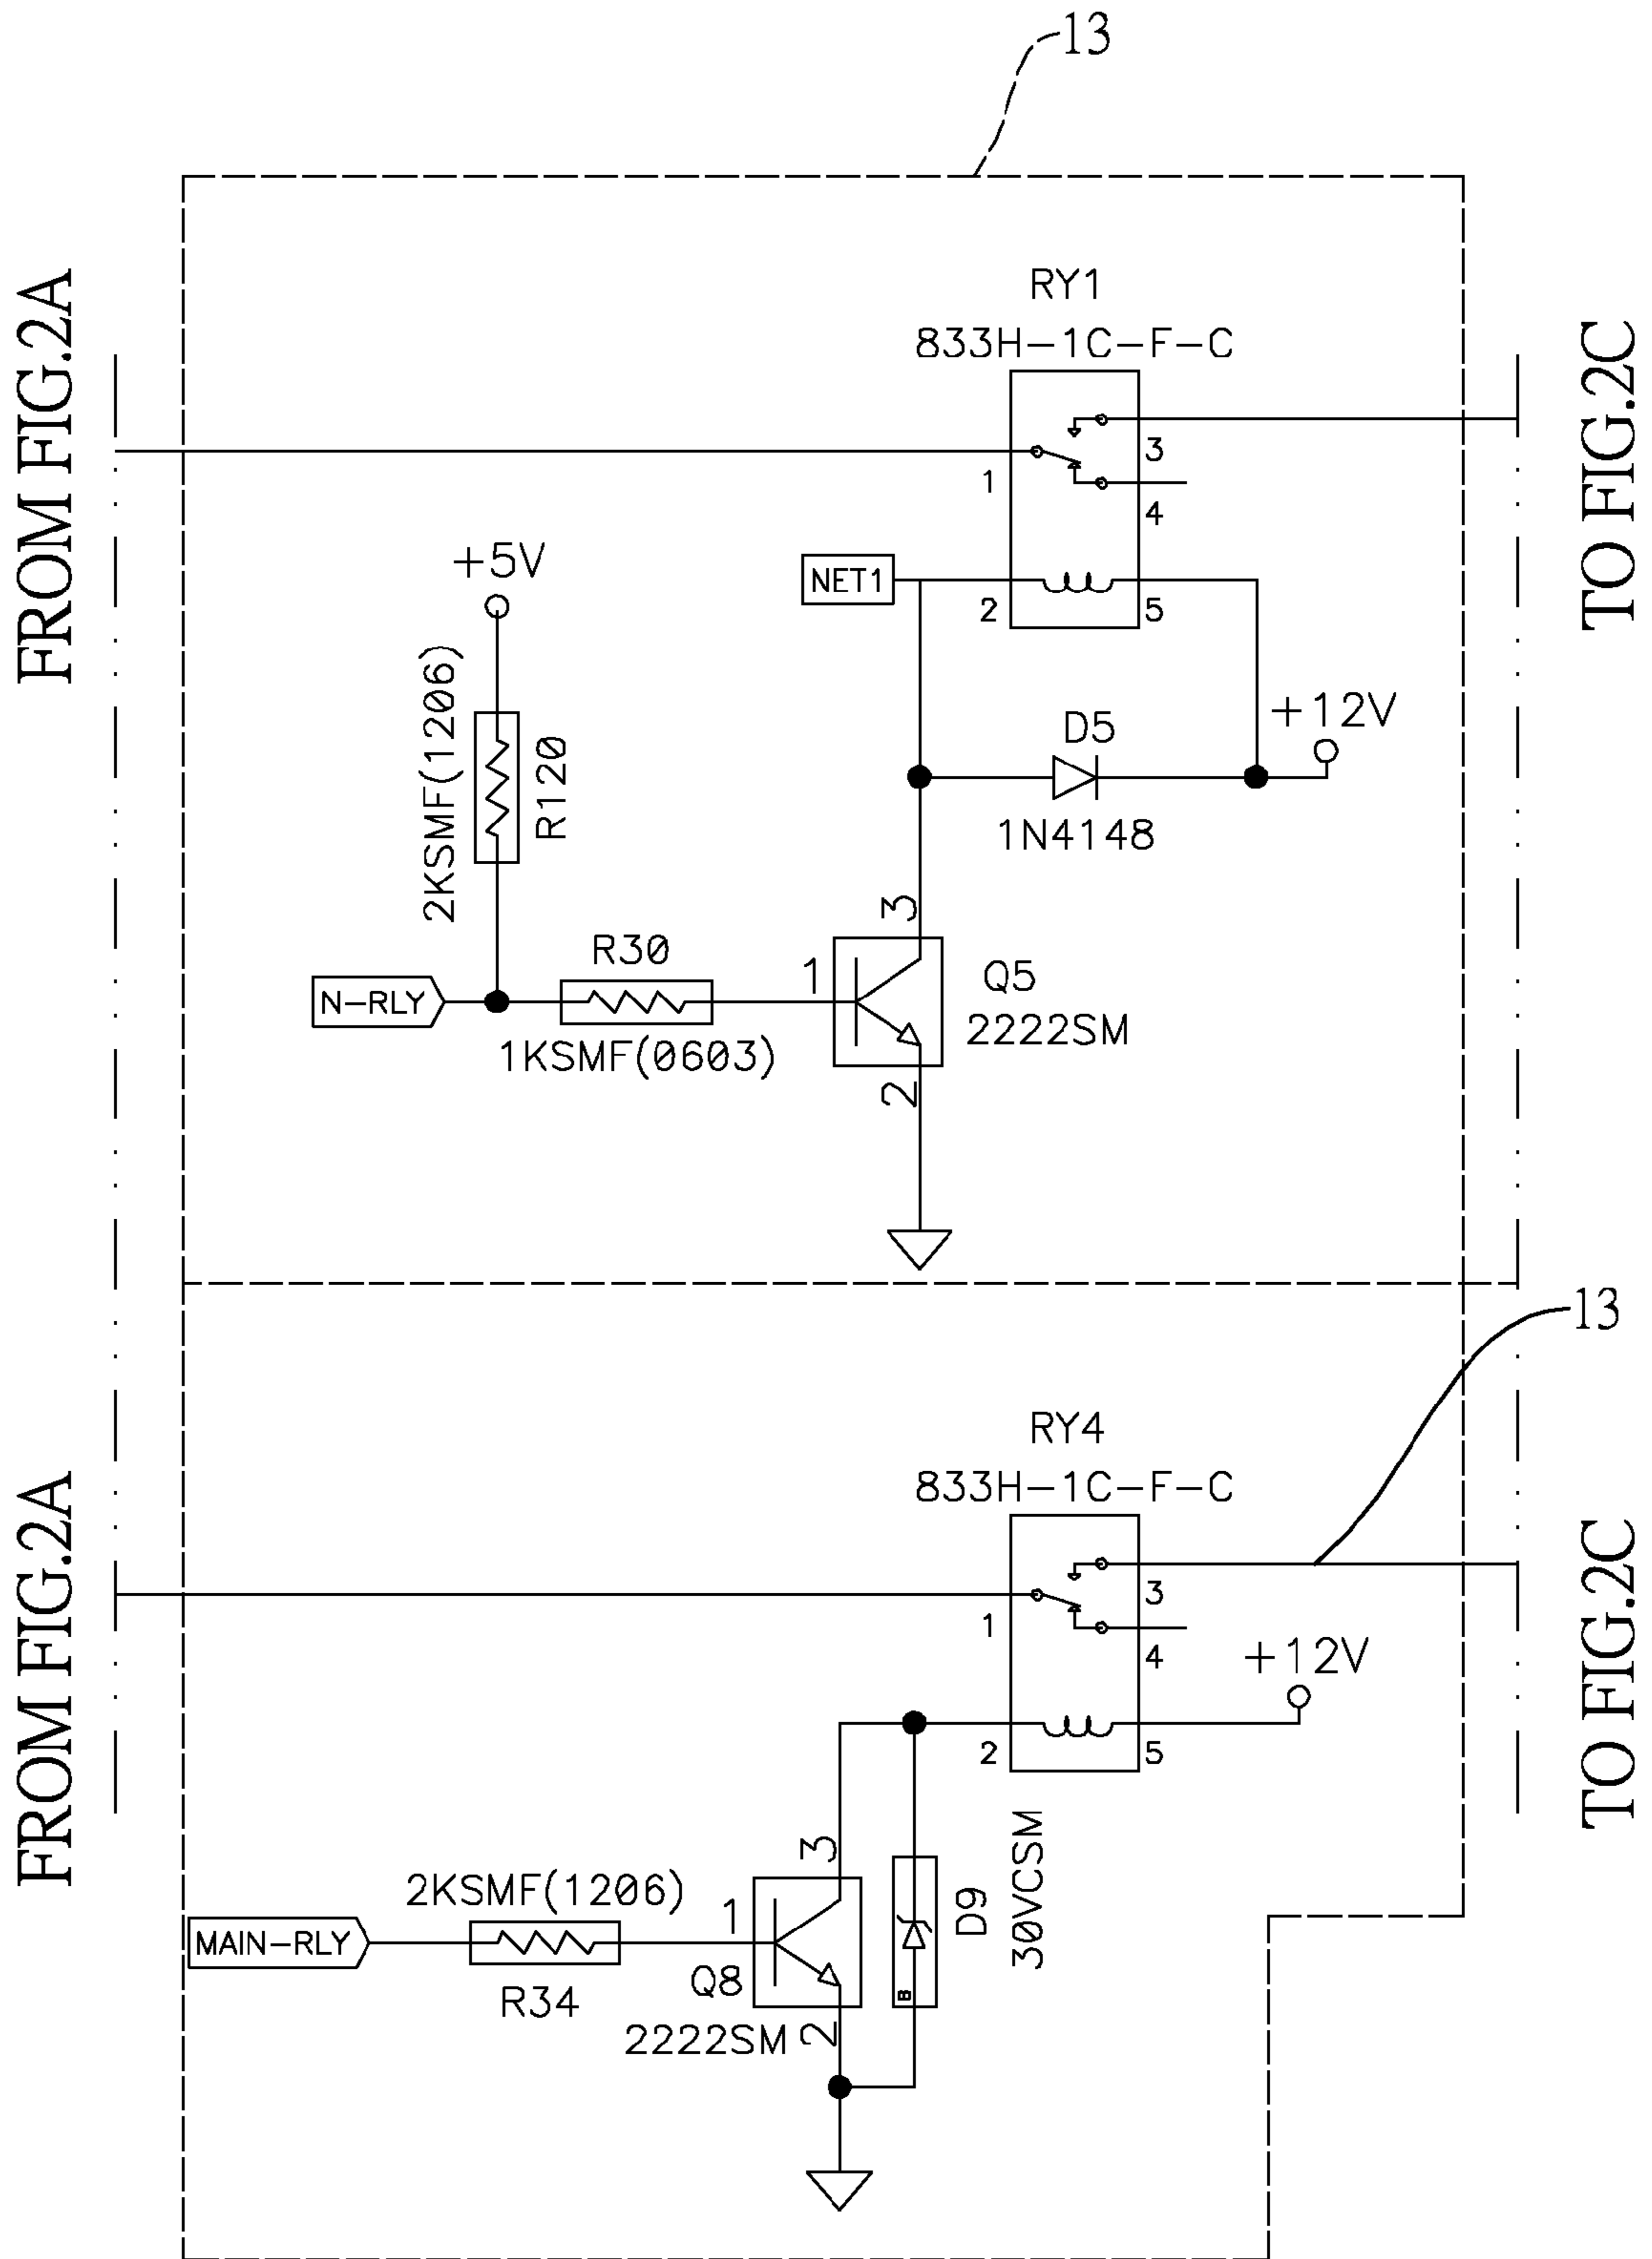 13
FROM FIG.2A
RY1
833H-1C-F-C
TO FIG.2C
1
3
4
+5V
NET1
2
5
2KSMF(1206)
R120
D5
+12V
1N4148
3
N-RLY
R30
1
Q5
1KSMF(0603)
2222SM
2
13
FROM FIG.2A
RY4
833H-1C-F-C
TO FIG.2C
1
3
4
+12V
2
5
3
2KSMF(1206)
1
D9
30VCSM
MAIN-RLY
Q8
B
R34
2222SM
2